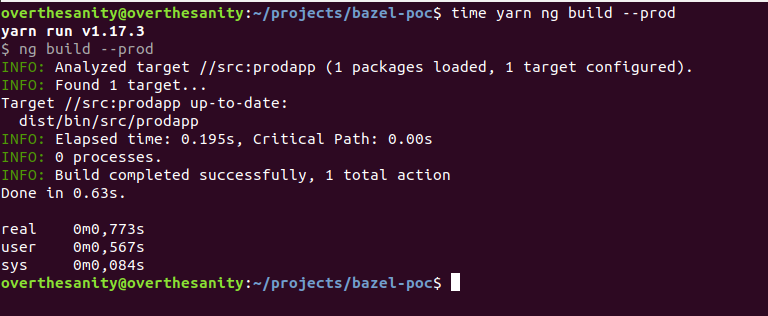 overthesanity@overthesanity:~/projects/bazel-poc$ time yarn ng build --prod
yarn run v1.17.3
$ ng build --prod
INFO: Analyzed target //src:prodapp (1 packages loaded, 1 target configured).
INFO: Found 1 target...
Target //src:prodapp up-to-date:
  dist/bin/src/prodapp
INFO: Elapsed time: 0.195s, Critical Path: 0.00s
INFO: 0 processes.
INFO: Build completed successfully, 1 total action
Done in 0.63s.

real    0m0,773s
user    0m0,567s
sys     0m0,084s
overthesanity@overthesanity:~/projects/bazel-poc$